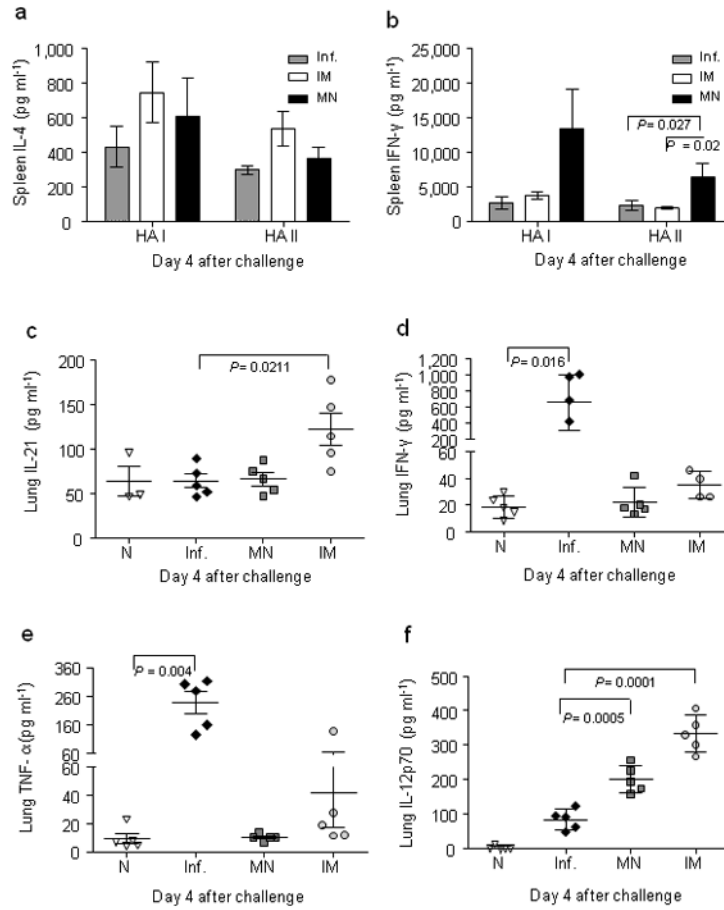 a
1,000
800
600
400
200
0
Spleen IL-4 (pg ml⁻¹)
Inf.
IM
MN
HA I
HA II
Day 4 after challenge
b
25,000
20,000
15,000
10,000
5,000
0
Spleen IFN-γ (pg ml⁻¹)
Inf.
IM
MN
P= 0.027
P = 0.02
HA I
HA II
Day 4 after challenge
c
200
150
100
50
0
Lung IL-21 (pg ml⁻¹)
P= 0.0211
N
Inf.
MN
IM
Day 4 after challenge
d
1,200
1,000
800
600
400
200
60
40
20
0
Lung IFN-γ (pg ml⁻¹)
P= 0.016
N
Inf.
MN
IM
Day 4 after challenge
e
360
260
160
60
60
40
20
0
Lung TNF- α(pg ml⁻¹)
P = 0.004
N
Inf.
MN
IM
Day 4 after challenge
f
500
400
300
200
100
0
Lung IL-12p70 (pg ml⁻¹)
P= 0.0001
P= 0.0005
N
Inf.
MN
IM
Day 4 after challenge